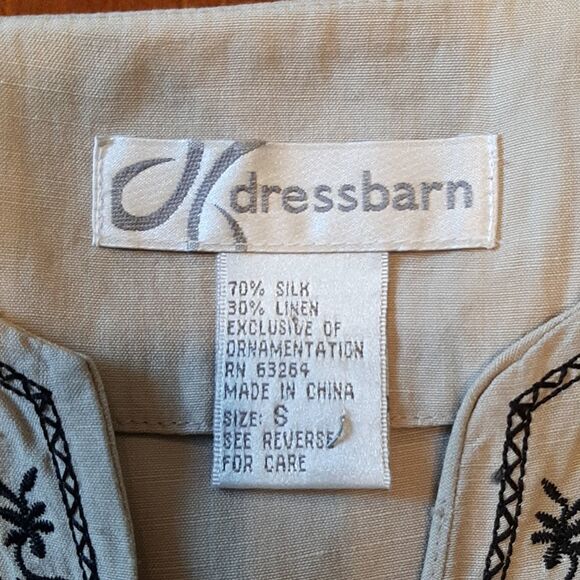 dressbarn
70% SILK
30% LINEN
EXCLUSIVE OF
ORNAMENTATION
RN 63264
MADE IN CHINA
SIZE: S
SEE REVERSE
FOR CARE